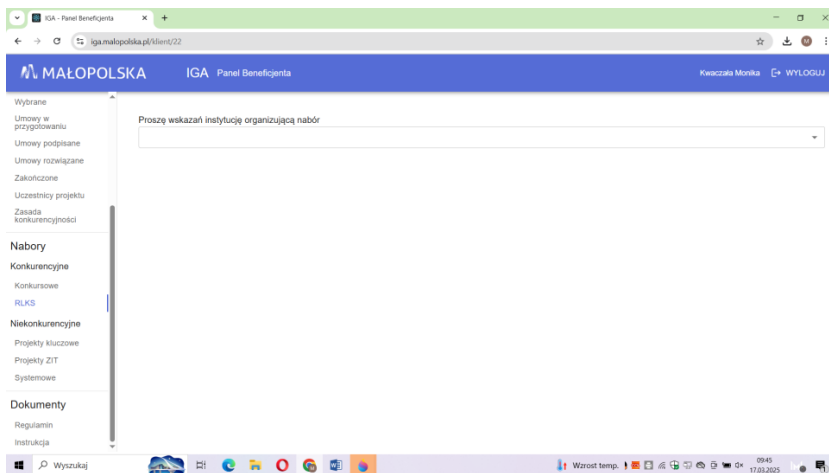 IGA - Panel Beneficjenta
iga.malopolska.pl/klient/22
M
MAŁOPOLSKA
IGA Panel Beneficjenta
Kwaczała Monika
WYLOGUJ
Wybrane
Umowy w
przygotowaniu
Umowy podpisane
Umowy rozwiązane
Zakończone
Uczestnicy projektu
Zasada
konkurencyjności
Nabory
Konkurencyjne
Konkursowe
RLKS
Niekonkurencyjne
Projekty kluczowe
Projekty ZIT
Systemowe
Dokumenty
Regulamin
Instrukcja
Proszę wskazań instytucję organizującą nabór
Wyszukaj
Wzrost temp.
09:45
17.03.2025